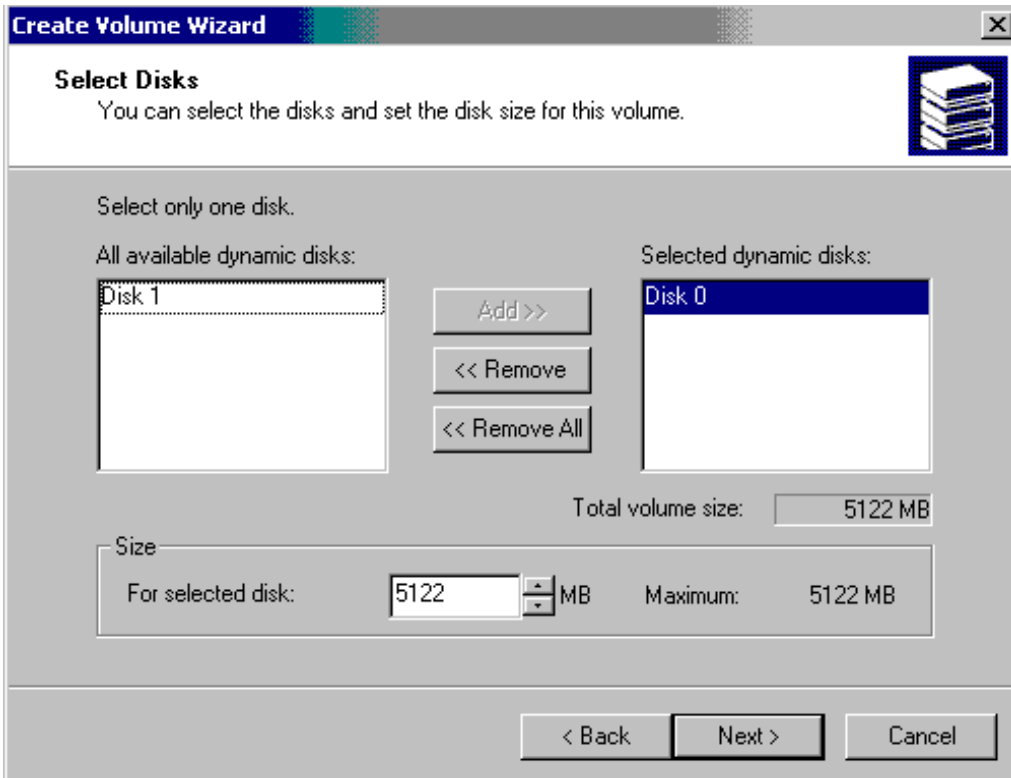 Create Volume Wizard
Select Disks
You can select the disks and set the disk size for this volume.
Select only one disk.
All available dynamic disks:
Selected dynamic disks:
Disk 1
Add >>
Disk 0
<< Remove
<< Remove All
Total volume size: 5122 MB
Size
For selected disk: 5122 MB Maximum: 5122 MB
< Back Next > Cancel